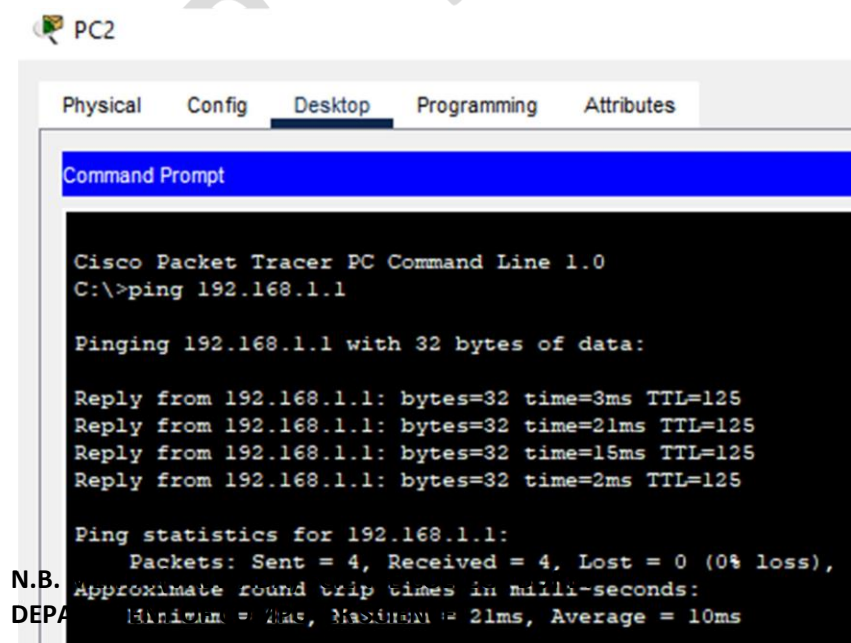 PC2
Physical Config Desktop Programming Attributes
Command Prompt
Cisco Packet Tracer PC Command Line 1.0
C:\>ping 192.168.1.1
Pinging 192.168.1.1 with 32 bytes of data:
Reply from 192.168.1.1: bytes=32 time=3ms TTL=125
Reply from 192.168.1.1: bytes=32 time=21ms TTL=125
Reply from 192.168.1.1: bytes=32 time=15ms TTL=125
Reply from 192.168.1.1: bytes=32 time=2ms TTL=125
Ping statistics for 192.168.1.1:
Packets: Sent = 4, Received = 4, Lost = 0 (0% loss),
N.B.
Approximate round trip times in milli-seconds:
Minimum = 2ms, Maximum = 21ms, Average = 10ms